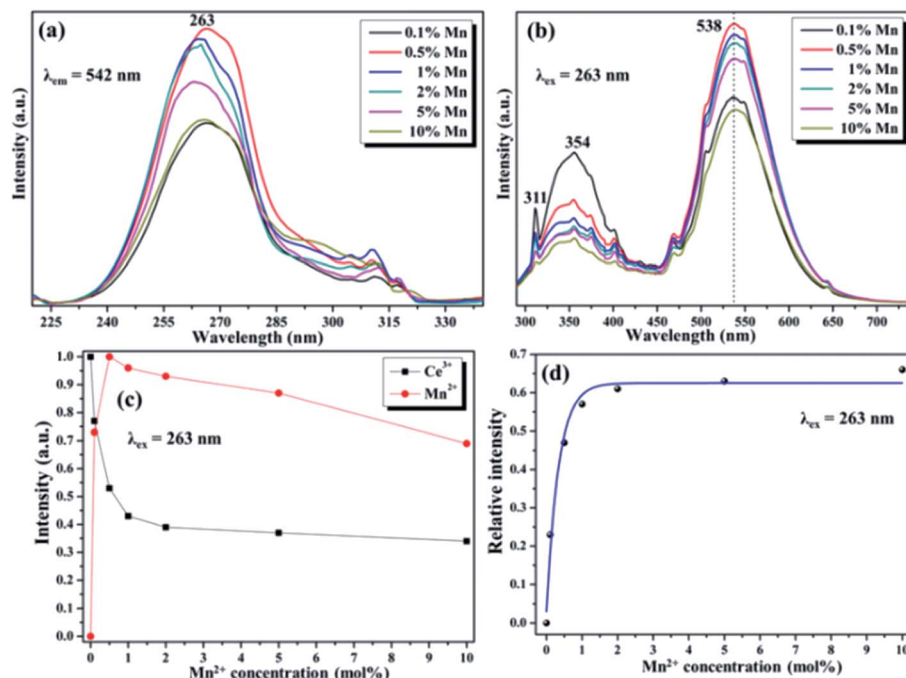 (a)
263
λem = 542 nm
0.1% Mn
0.5% Mn
1% Mn
2% Mn
5% Mn
10% Mn
Intensity (a.u.)
225 240 255 270 285 300 315 330
Wavelength (nm)
(b)
538
λex = 263 nm
0.1% Mn
0.5% Mn
1% Mn
2% Mn
5% Mn
10% Mn
354
311
Intensity (a.u.)
300 350 400 450 500 550 600 650 700
Wavelength (nm)
1.0
0.9
0.8
0.7
0.6
0.5
0.4
0.3
0.2
0.1
0.0
Ce3+
Mn2+
(c)
λex = 263 nm
Intensity (a.u.)
0 1 2 3 4 5 6 7 8 9 10
Mn2+ concentration (mol%)
0.7
0.6
0.5
0.4
0.3
0.2
0.1
0.0
(d)
λex = 263 nm
Relative intensity
0 1 2 3 4 5 6 7 8 9 10
Mn2+ concentration (mol%)